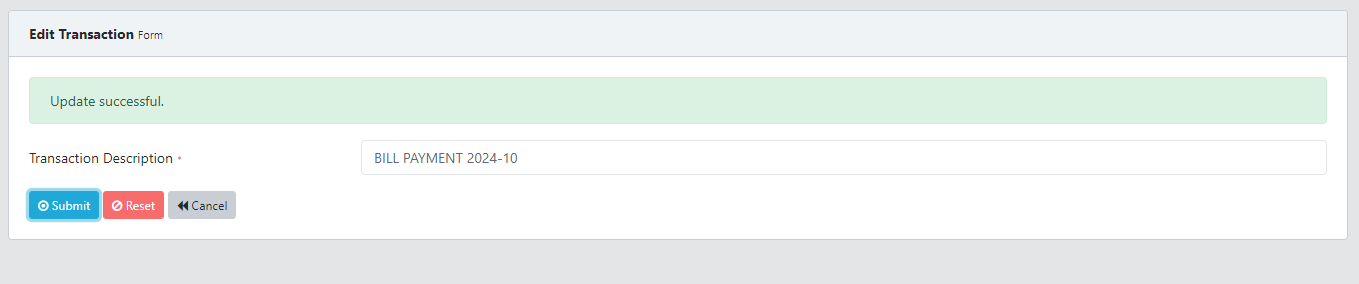 Edit Transaction Form
Update successful.
Transaction Description *
BILL PAYMENT 2024-10
Submit Reset Cancel